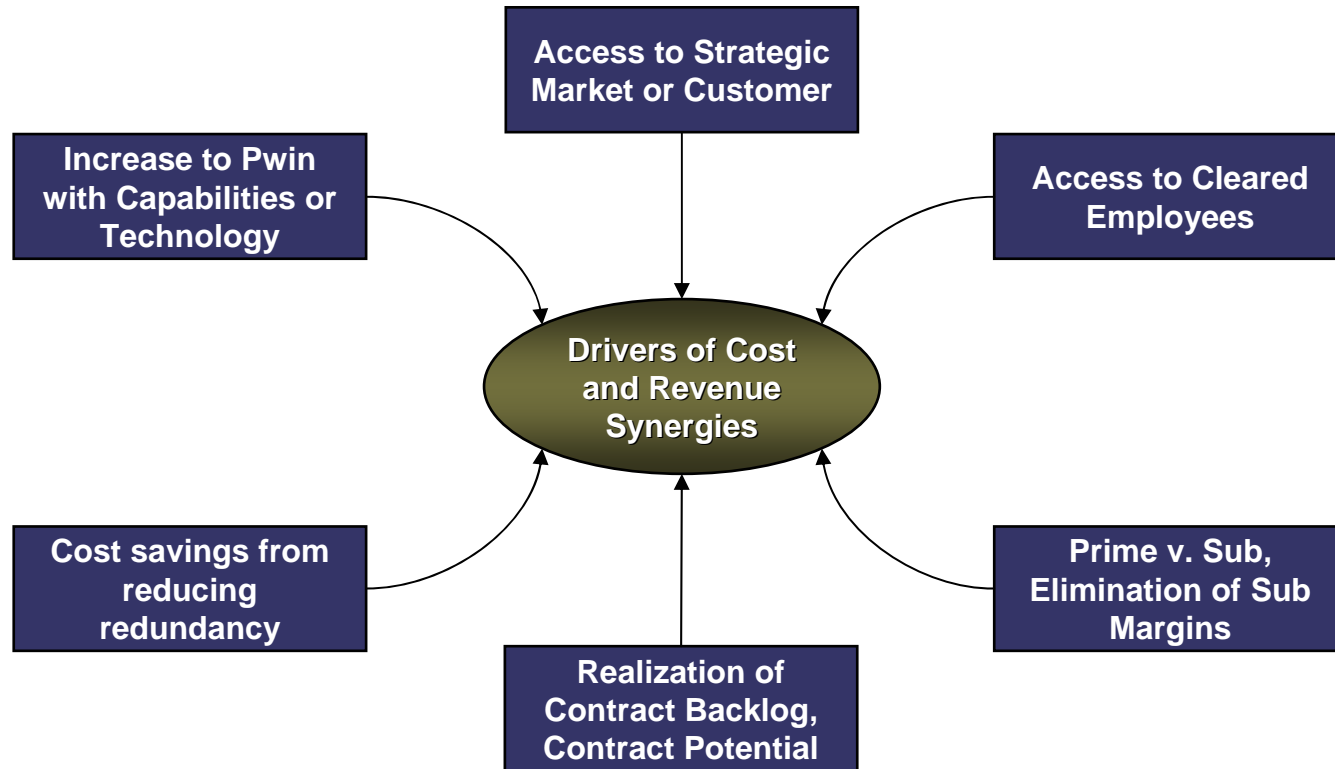 Access to Strategic
Market or Customer
Increase to Pwin
with Capabilities or
Technology
Access to Cleared
Employees
Drivers of Cost
and Revenue
Synergies
Cost savings from
reducing
redundancy
Prime v. Sub,
Elimination of Sub
Margins
Realization of
Contract Backlog,
Contract Potential